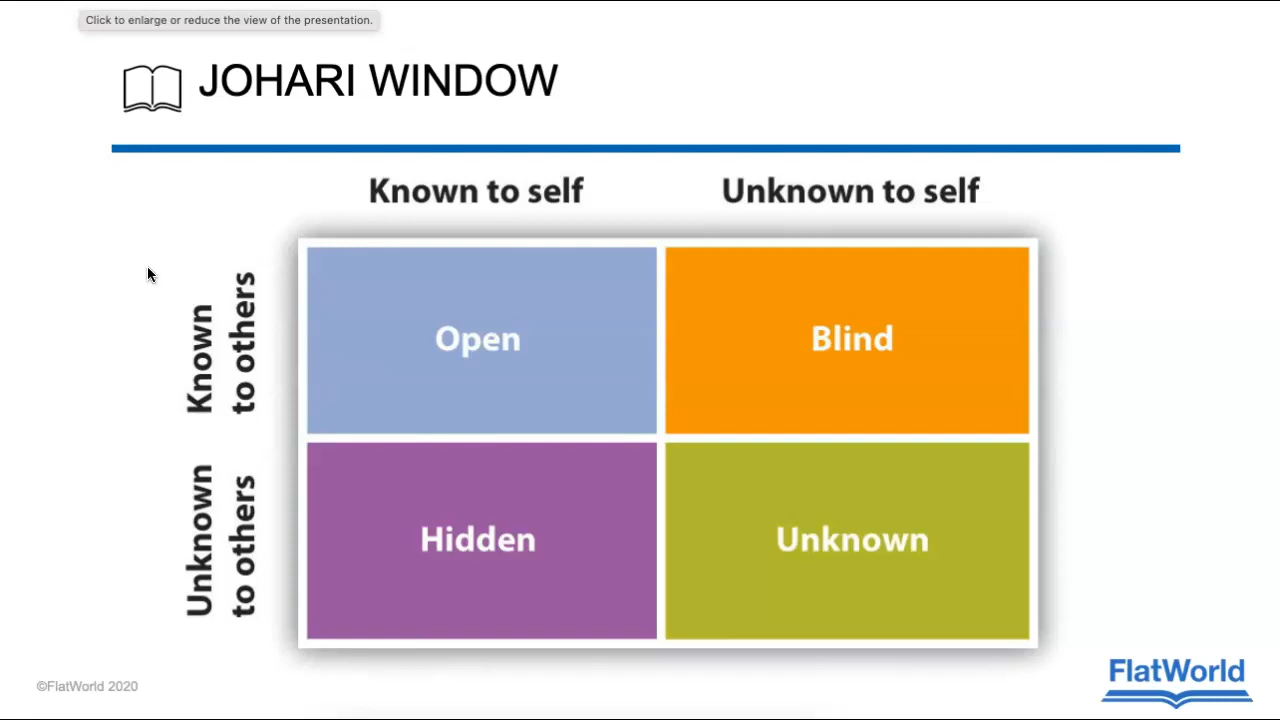 Click to enlarge or reduce the view of the presentation.
JOHARI WINDOW
Known to self
Unknown to self
Known
to others
Open
Blind
Unknown
to others
Hidden
Unknown
©FlatWorld 2020
FlatWorld